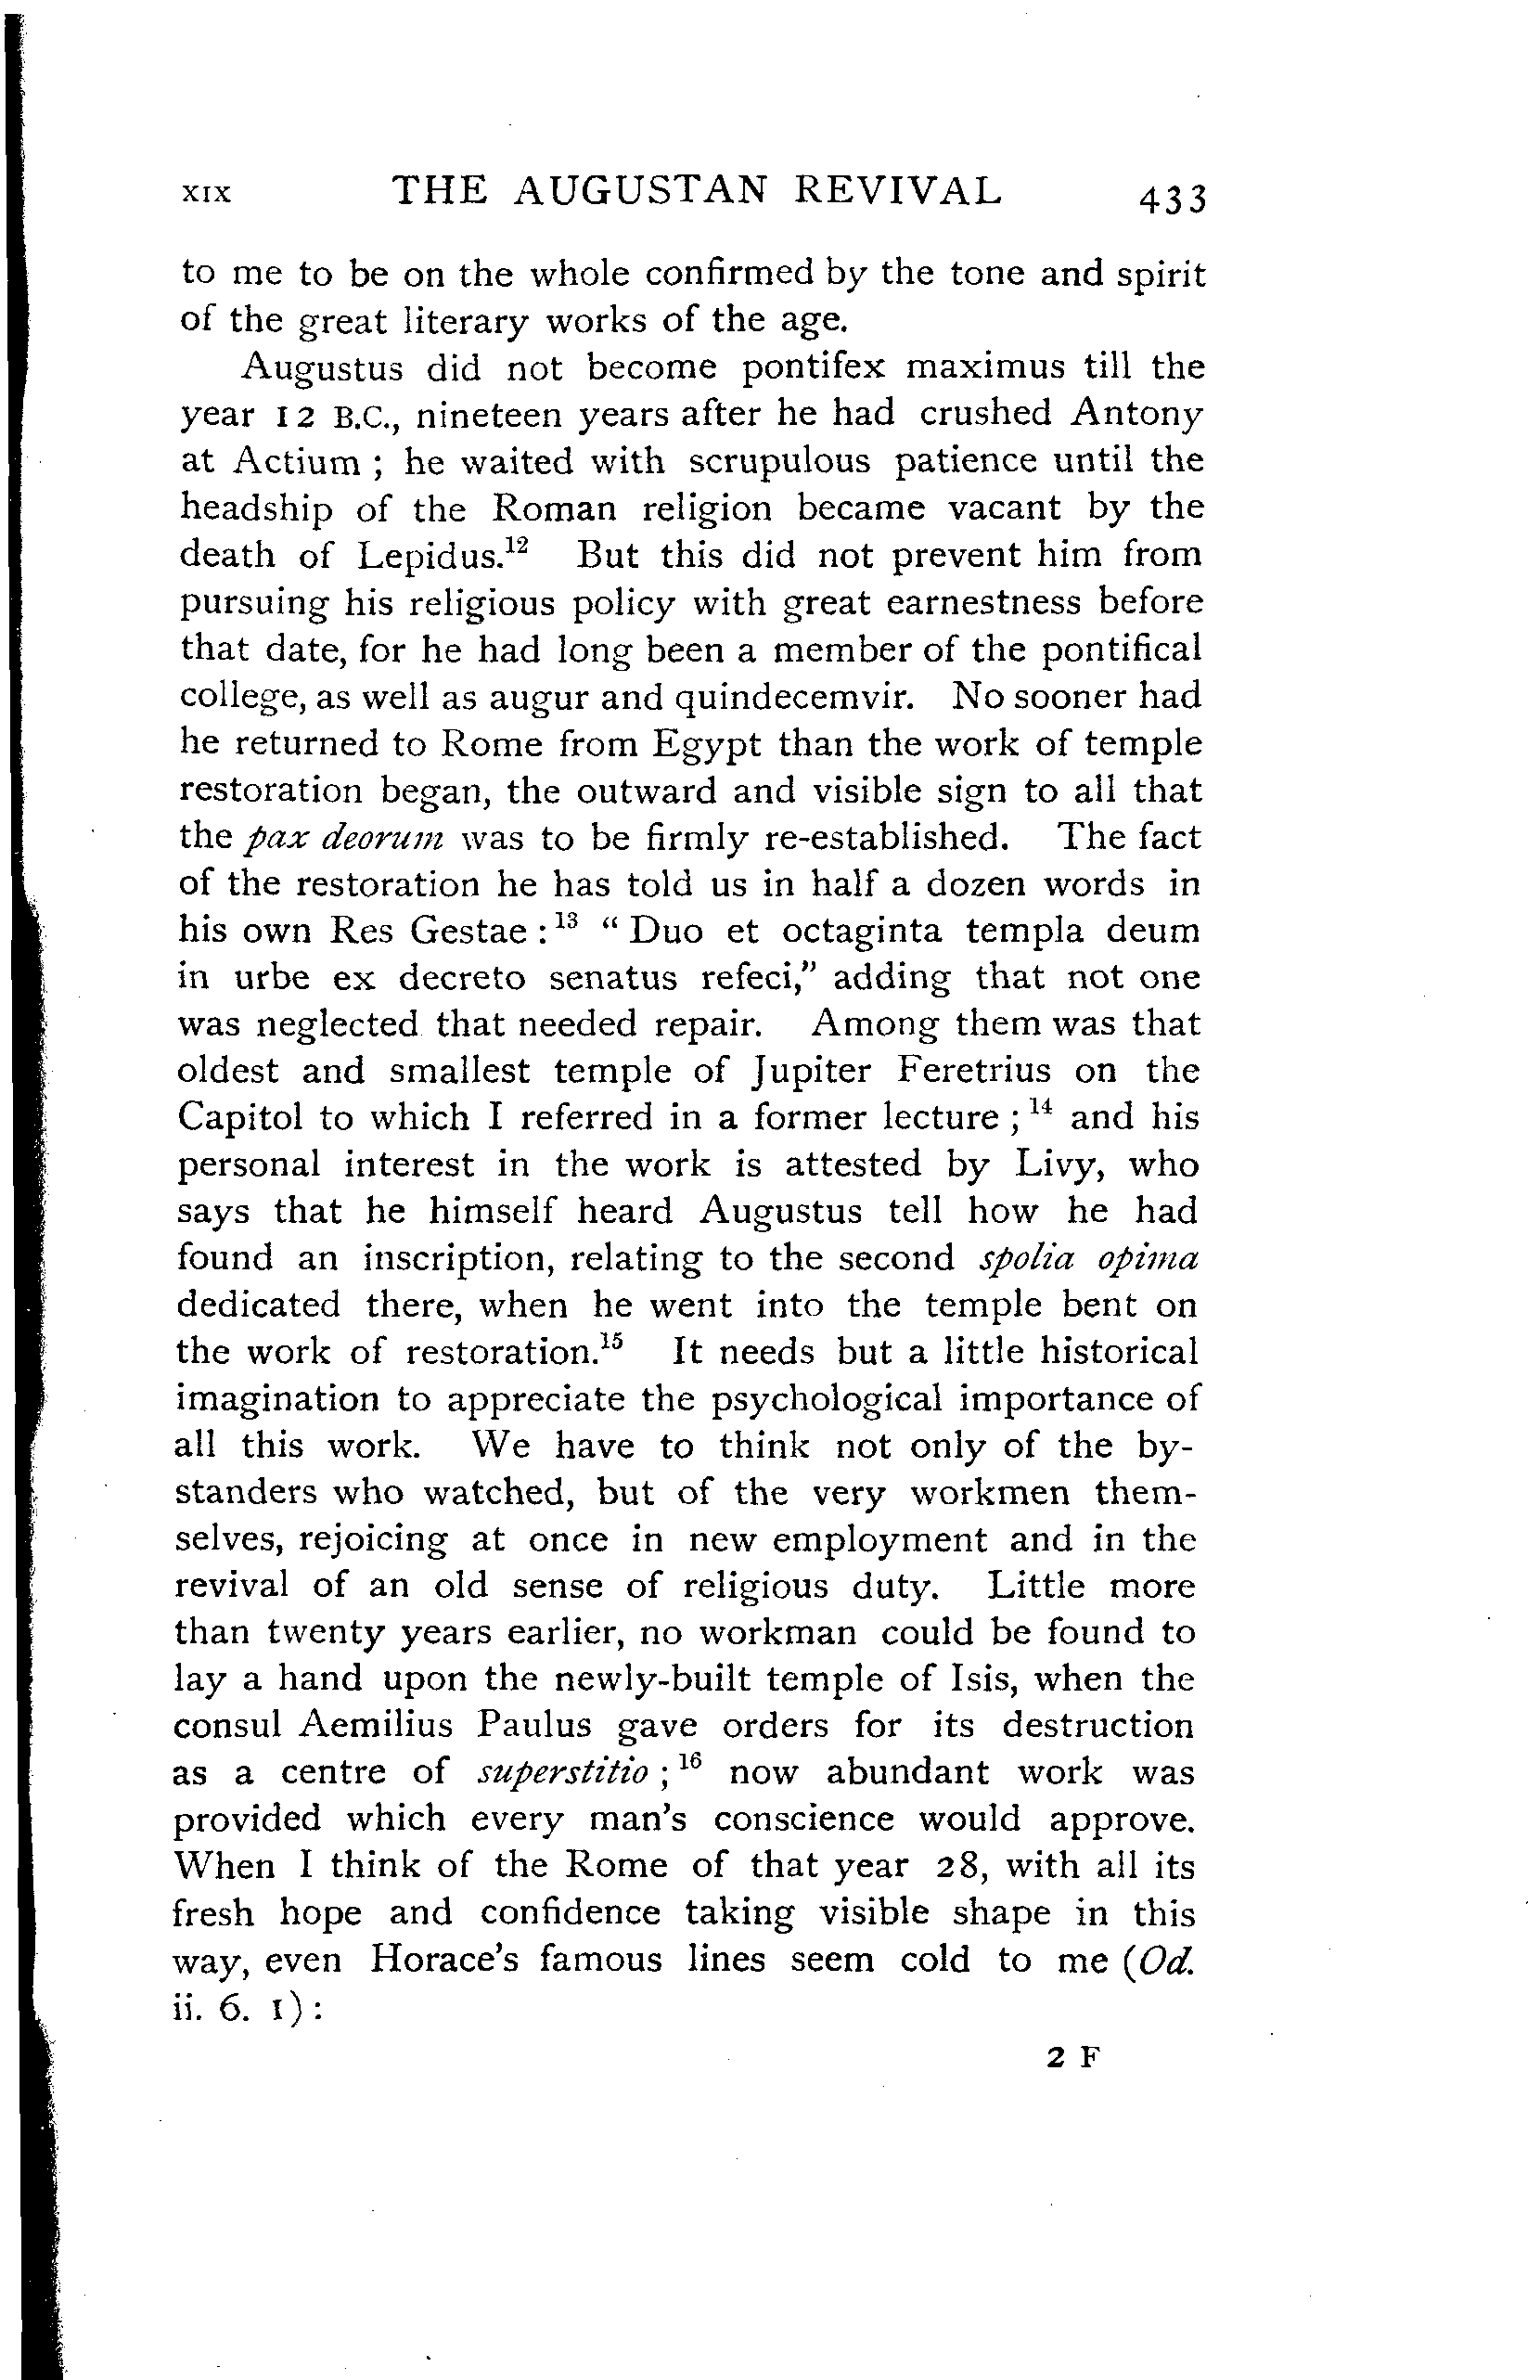 xix THE AUGUSTAN REVIVAL 433
to me to be on the whole confirmed by the tone and spirit
of the great literary works of the age.
Augustus did not become pontifex maximus till the
year 12 B.C., nineteen years after he had crushed Antony
at Actium ; he waited with scrupulous patience until the
headship of the Roman religion became vacant by the
death of Lepidus.¹² But this did not prevent him from
pursuing his religious policy with great earnestness before
that date, for he had long been a member of the pontifical
college, as well as augur and quindecemvir. No sooner had
he returned to Rome from Egypt than the work of temple
restoration began, the outward and visible sign to all that
the pax deorum was to be firmly re-established. The fact
of the restoration he has told us in half a dozen words in
his own Res Gestae :¹³ “ Duo et octaginta templa deum
in urbe ex decreto senatus refeci,” adding that not one
was neglected that needed repair. Among them was that
oldest and smallest temple of Jupiter Feretrius on the
Capitol to which I referred in a former lecture ;¹⁴ and his
personal interest in the work is attested by Livy, who
says that he himself heard Augustus tell how he had
found an inscription, relating to the second spolia opima
dedicated there, when he went into the temple bent on
the work of restoration.¹⁵ It needs but a little historical
imagination to appreciate the psychological importance of
all this work. We have to think not only of the by-
standers who watched, but of the very workmen them-
selves, rejoicing at once in new employment and in the
revival of an old sense of religious duty. Little more
than twenty years earlier, no workman could be found to
lay a hand upon the newly-built temple of Isis, when the
consul Aemilius Paulus gave orders for its destruction
as a centre of superstitio ;¹⁶ now abundant work was
provided which every man's conscience would approve.
When I think of the Rome of that year 28, with all its
fresh hope and confidence taking visible shape in this
way, even Horace's famous lines seem cold to me (Od.
ii. 6. 1) :
2 F